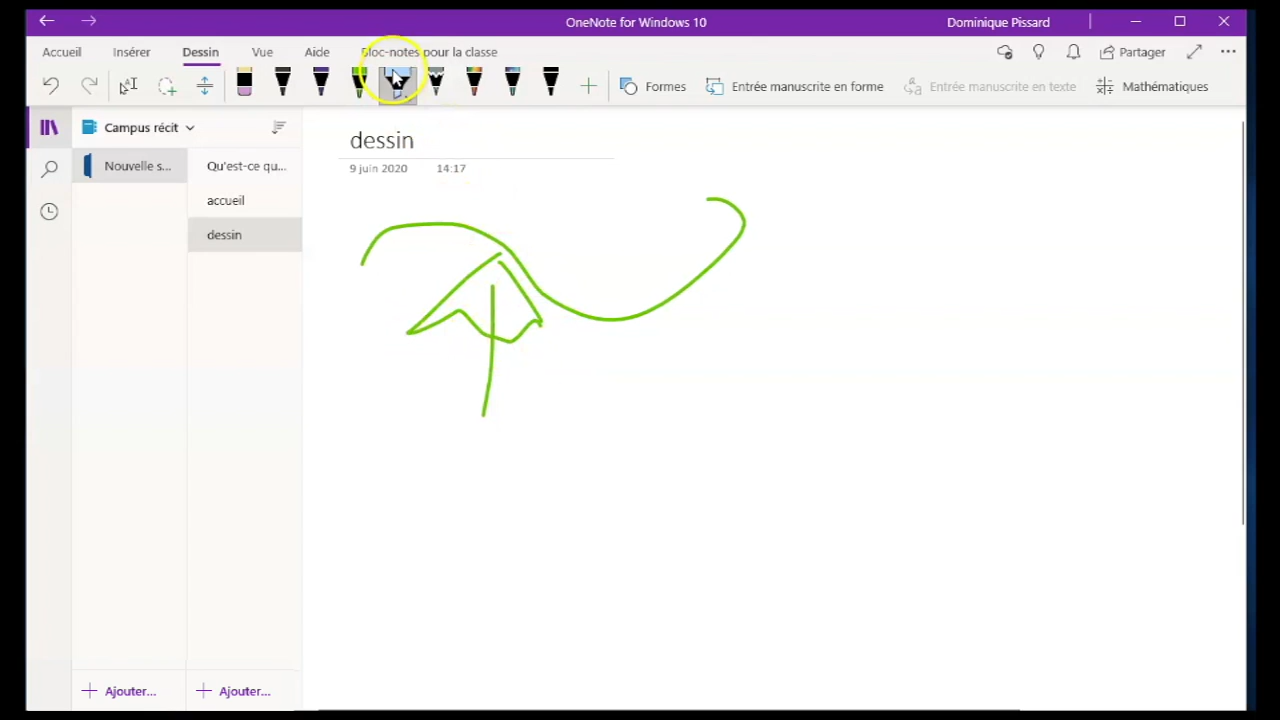 OneNote for Windows 10
Dominique Pissard
Accueil
Insérer
Dessin
Vue
Aide
Bloc-notes pour la classe
Partager
Formes
Entrée manuscrite en forme
Entrée manuscrite en texte
Mathématiques
Campus récit
Nouvelle s...
Qu'est-ce qu...
accueil
dessin
dessin
9 juin 2020 14:17
Ajouter...
Ajouter...